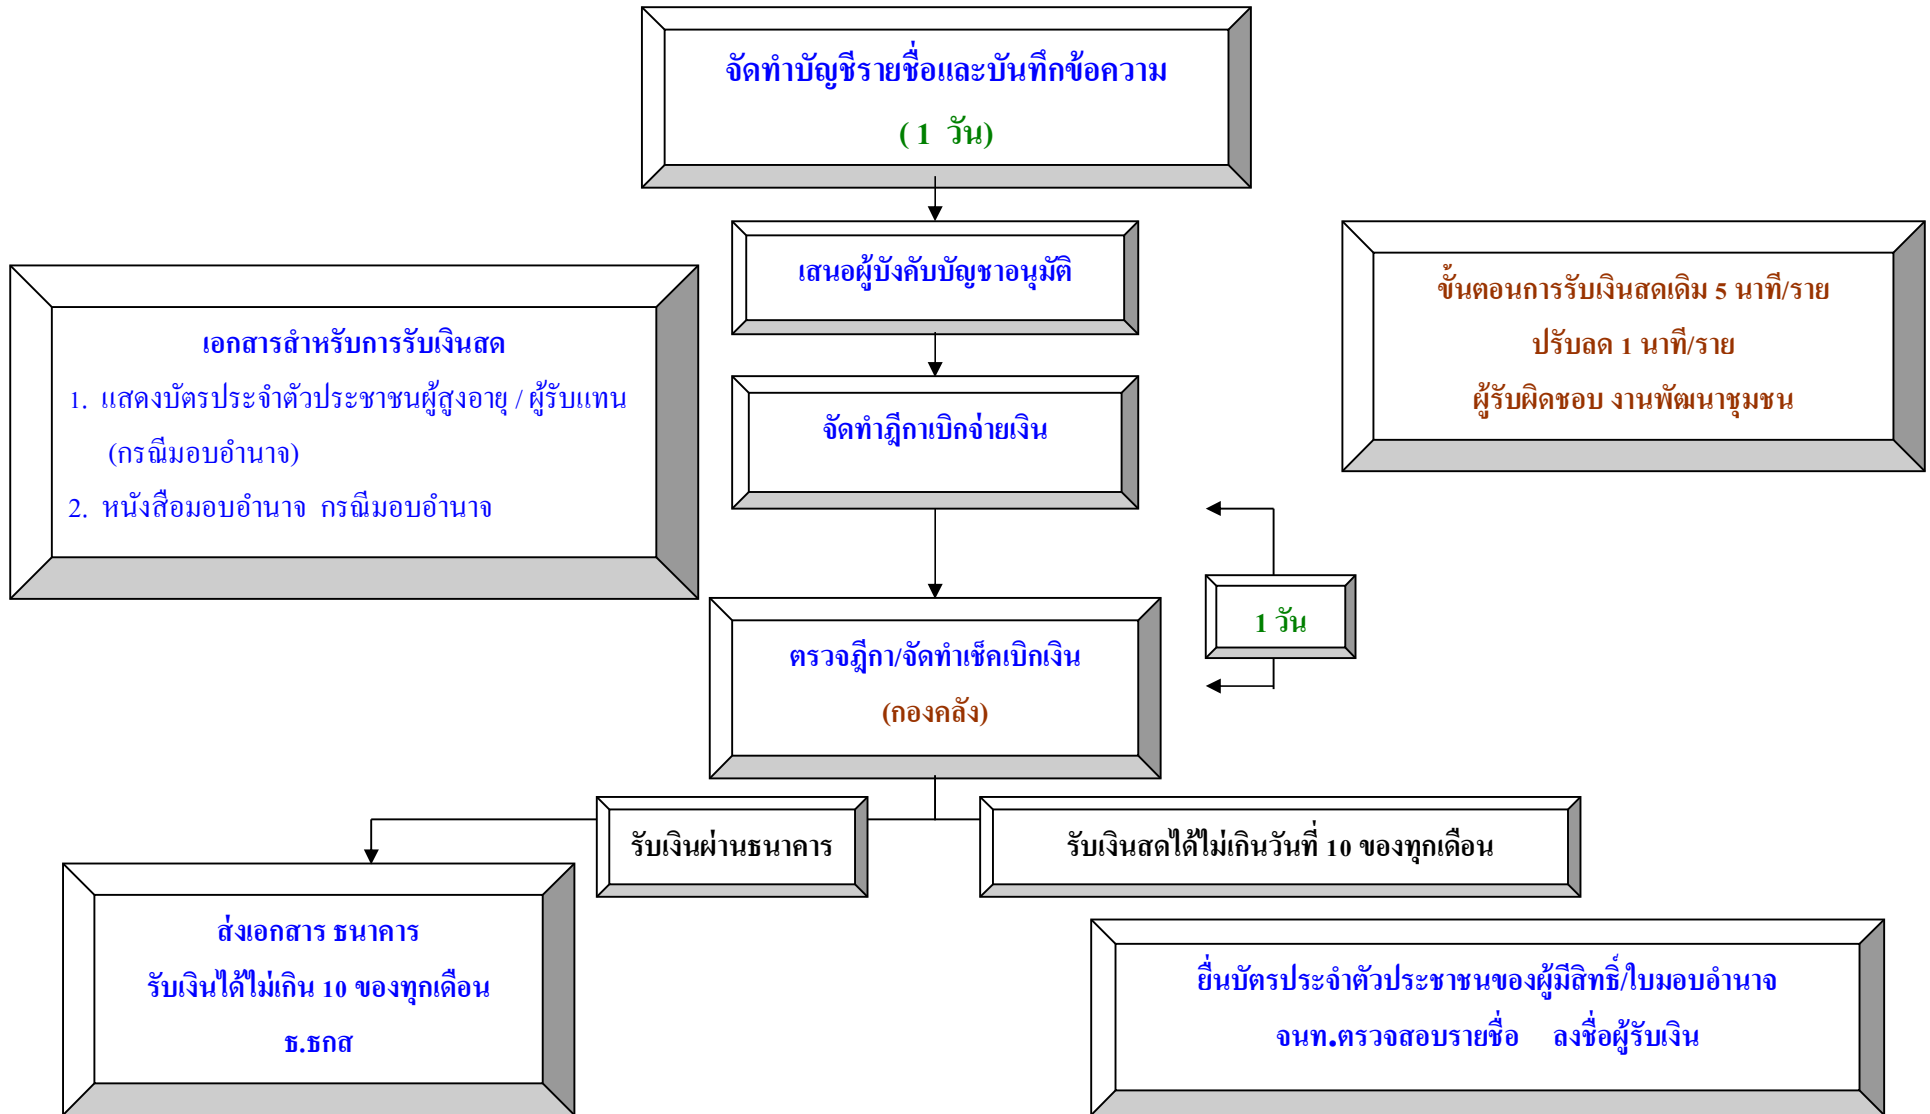 จัดทำบัญชีรายชื่อและบันทึกข้อความ
( 1 วัน)
เสนอผู้บังคับบัญชาอนุมัติ
ขั้นตอนการรับเงินสดเดิม 5 นาที/ราย
ปรับลด 1 นาที/ราย
ผู้รับผิดชอบ งานพัฒนาชุมชน
เอกสารสำหรับการรับเงินสด
1. แสดงบัตรประจำตัวประชาชนผู้สูงอายุ / ผู้รับแทน
(กรณีมอบอำนาจ)
2. หนังสือมอบอำนาจ กรณีมอบอำนาจ
จัดทำฎีกาเบิกจ่ายเงิน
1 วัน
ตรวจฎีกา/จัดทำเช็คเบิกเงิน
(กองคลัง)
รับเงินผ่านธนาคาร
รับเงินสดได้ไม่เกินวันที่ 10 ของทุกเดือน
ส่งเอกสาร ธนาคาร
รับเงินได้ไม่เกิน 10 ของทุกเดือน
ธ.ธกส
ยื่นบัตรประจำตัวประชาชนของผู้มีสิทธิ์/ใบมอบอำนาจ
จนท.ตรวจสอบรายชื่อ ลงชื่อผู้รับเงิน